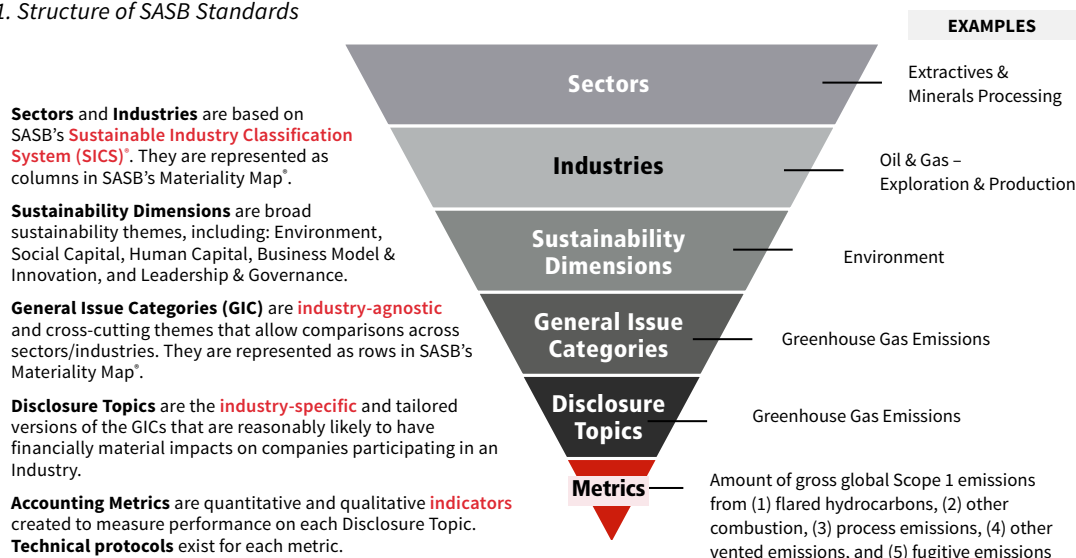 1. Structure of SASB Standards
EXAMPLES
Sectors and Industries are based on
SASB’s Sustainable Industry Classification
System (SICS)®. They are represented as
columns in SASB’s Materiality Map®.
Sustainability Dimensions are broad
sustainability themes, including: Environment,
Social Capital, Human Capital, Business Model &
Innovation, and Leadership & Governance.
General Issue Categories (GIC) are industry-agnostic
and cross-cutting themes that allow comparisons across
sectors/industries. They are represented as rows in SASB’s
Materiality Map®.
Disclosure Topics are the industry-specific and tailored
versions of the GICs that are reasonably likely to have
financially material impacts on companies participating in an
Industry.
Accounting Metrics are quantitative and qualitative indicators
created to measure performance on each Disclosure Topic.
Technical protocols exist for each metric.
Sectors
Extractives &
Minerals Processing
Industries
Oil & Gas –
Exploration & Production
Sustainability
Dimensions
Environment
General Issue
Categories
Greenhouse Gas Emissions
Disclosure
Topics
Greenhouse Gas Emissions
Metrics
Amount of gross global Scope 1 emissions
from (1) flared hydrocarbons, (2) other
combustion, (3) process emissions, (4) other
vented emissions, and (5) fugitive emissions